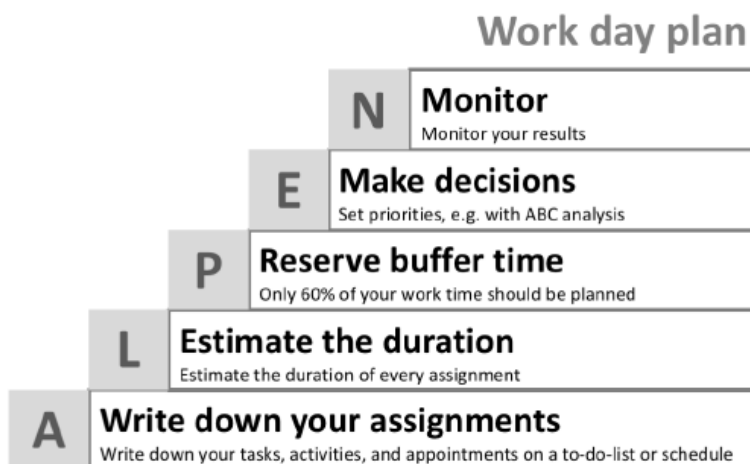 Work day plan
N
Monitor
Monitor your results
E
Make decisions
Set priorities, e.g. with ABC analysis
P
Reserve buffer time
Only 60% of your work time should be planned
L
Estimate the duration
Estimate the duration of every assignment
A
Write down your assignments
Write down your tasks, activities, and appointments on a to-do-list or schedule